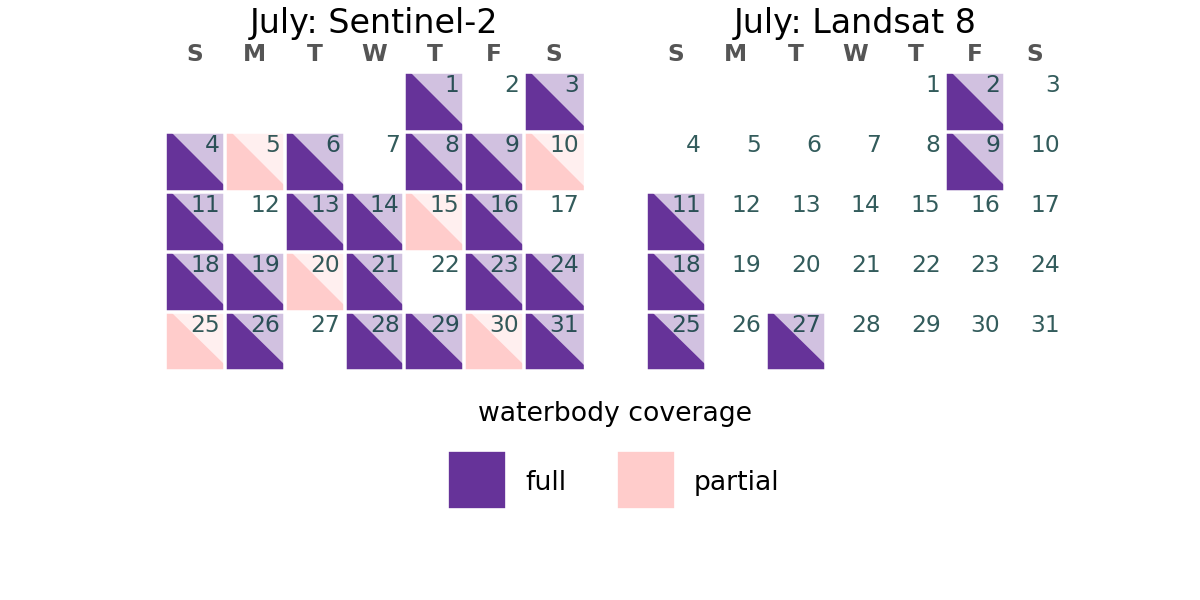 July: Sentinel-2
S M T W T F S
1 2 3
4 5 6 7 8 9 10
11 12 13 14 15 16 17
18 19 20 21 22 23 24
25 26 27 28 29 30 31
July: Landsat 8
S M T W T F S
1 2 3
4 5 6 7 8 9 10
11 12 13 14 15 16 17
18 19 20 21 22 23 24
25 26 27 28 29 30 31
waterbody coverage
full partial